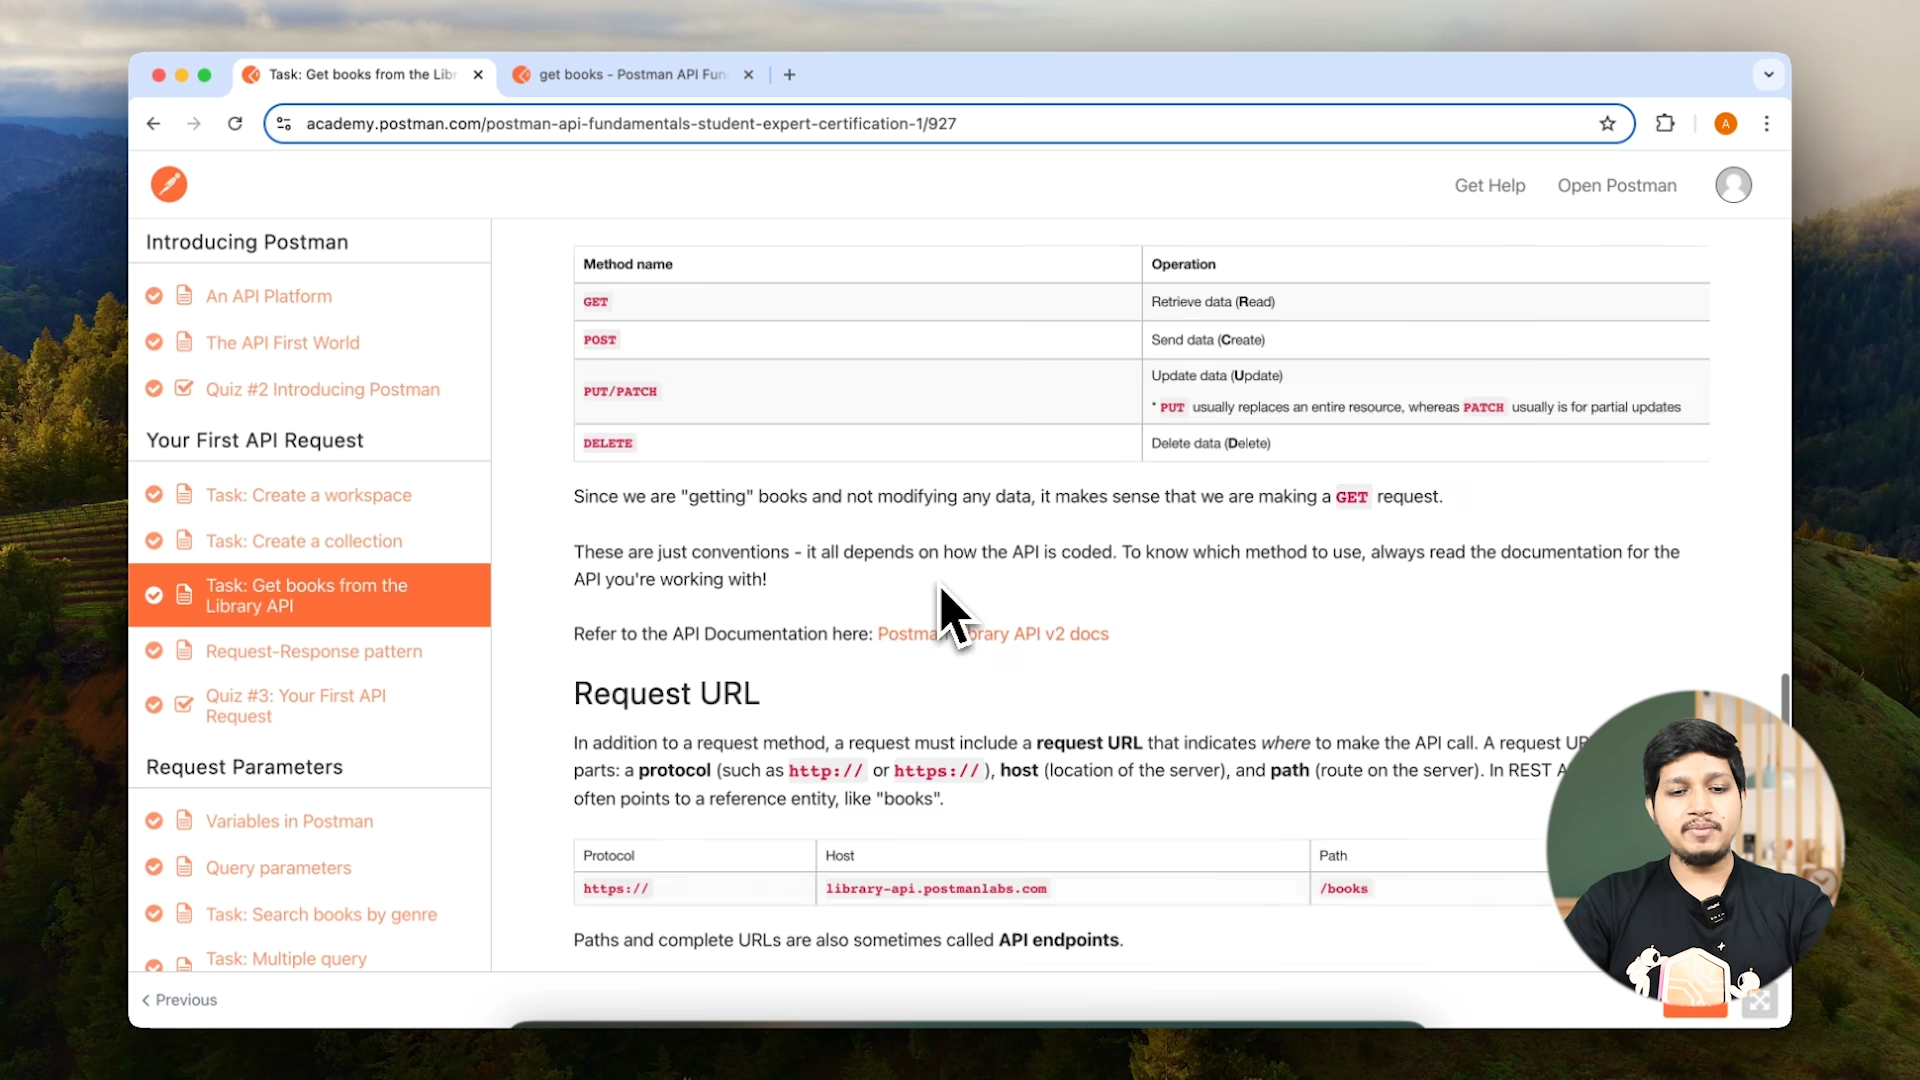 Task: Get books from the Libr
get books - Postman API Fun
academy.postman.com/postman-api-fundamentals-student-expert-certification-1/927
A
Get Help
Open Postman
Introducing Postman
An API Platform
The API First World
Quiz #2 Introducing Postman
Your First API Request
Task: Create a workspace
Task: Create a collection
Task: Get books from the
Library API
Request-Response pattern
Quiz #3: Your First API
Request
Request Parameters
Variables in Postman
Query parameters
Task: Search books by genre
Task: Multiple query
Previous
Method name Operation
GET Retrieve data (Read)
POST Send data (Create)
PUT/PATCH Update data (Update)
* PUT usually replaces an entire resource, whereas PATCH usually is for partial updates
DELETE Delete data (Delete)
Since we are "getting" books and not modifying any data, it makes sense that we are making a GET request.
These are just conventions - it all depends on how the API is coded. To know which method to use, always read the documentation for the
API you're working with!
Refer to the API Documentation here: Postman Library API v2 docs
Request URL
In addition to a request method, a request must include a request URL that indicates where to make the API call. A request
parts: a protocol (such as http:// or https:// ), host (location of the server), and path (route on the server). In REST
often points to a reference entity, like "books".
Protocol Host Path
https:// library-api.postmanlabs.com /books
Paths and complete URLs are also sometimes called API endpoints.